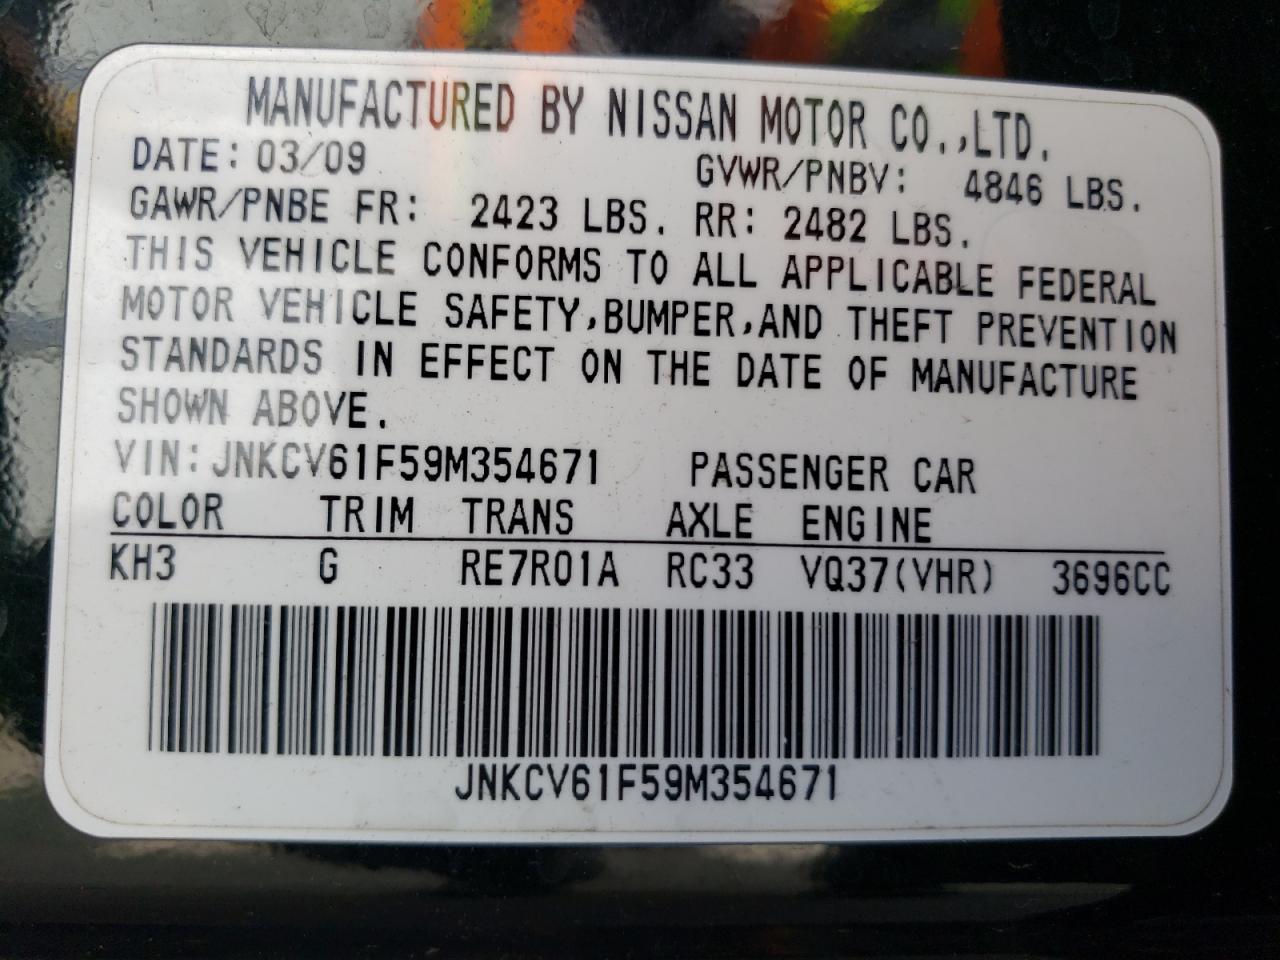 MANUFACTURED BY NISSAN MOTOR CO.,LTD.
DATE: 03/09 GVWR/PNBV: 4846 LBS.
GAWR/PNBE FR: 2423 LBS. RR: 2482 LBS.
THIS VEHICLE CONFORMS TO ALL APPLICABLE FEDERAL
MOTOR VEHICLE SAFETY,BUMPER,AND THEFT PREVENTION
STANDARDS IN EFFECT ON THE DATE OF MANUFACTURE
SHOWN ABOVE.
VIN:JNKCV61F59M354671 PASSENGER CAR
COLOR TRIM TRANS AXLE ENGINE
KH3 G RE7R01A RC33 VQ37(VHR) 3696CC
JNKCV61F59M354671